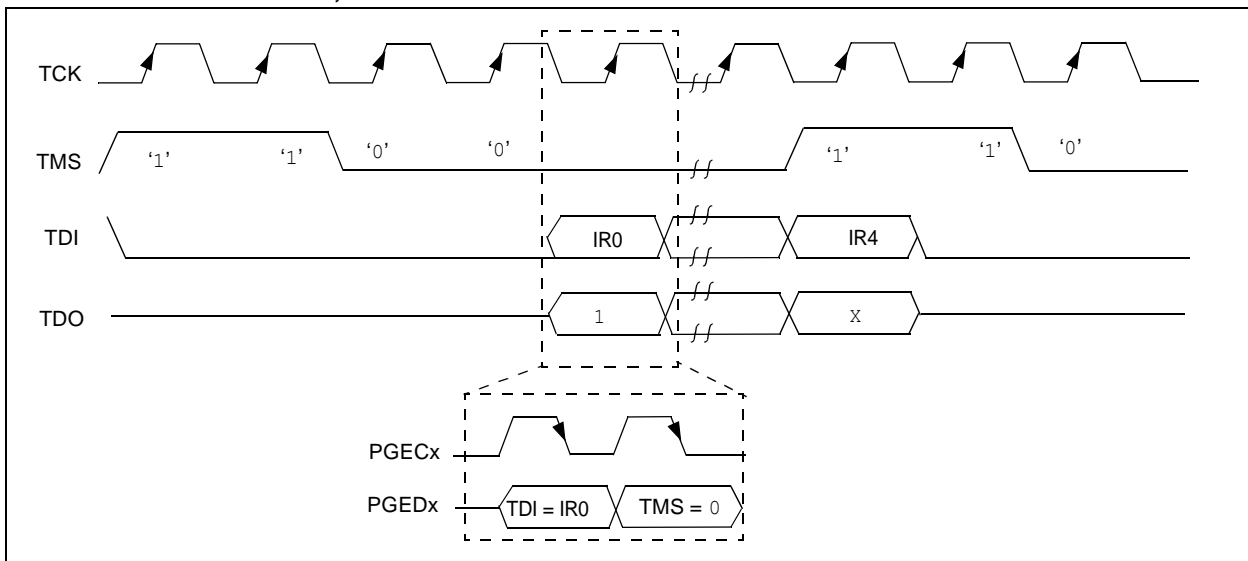 TCK
TMS
‘1’ ‘1’ ‘0’ ‘0’ ‘1’ ‘1’ ‘0’
TDI
IR0 IR4
TDO
1 X
PGECx
PGEDx
TDI = IR0 TMS = 0